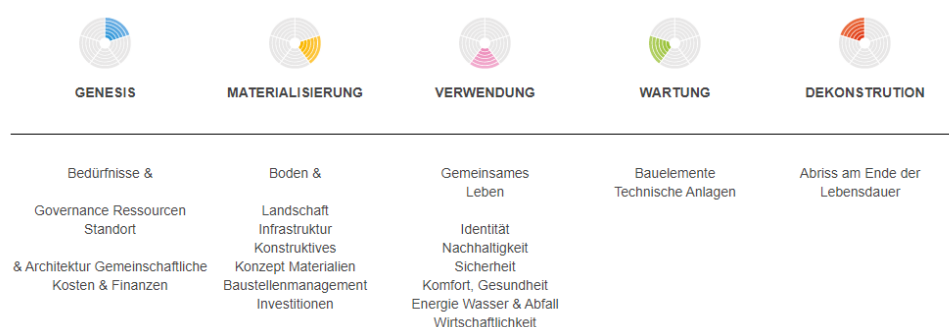 GENESIS
MATERIALISIERUNG
VERWENDUNG
WARTUNG
DEKONSTRUTION
Bedürfnisse &
Governance Ressourcen
Standort
& Architektur Gemeinschaftliche
Kosten & Finanzen
Boden &
Landschaft
Infrastruktur
Konstruktives
Konzept Materialien
Baustellenmanagement
Investitionen
Gemeinsames
Leben
Identität
Nachhaltigkeit
Sicherheit
Komfort, Gesundheit
Energie Wasser & Abfall
Wirtschaftlichkeit
Bauelemente
Technische Anlagen
Abriss am Ende der
Lebensdauer